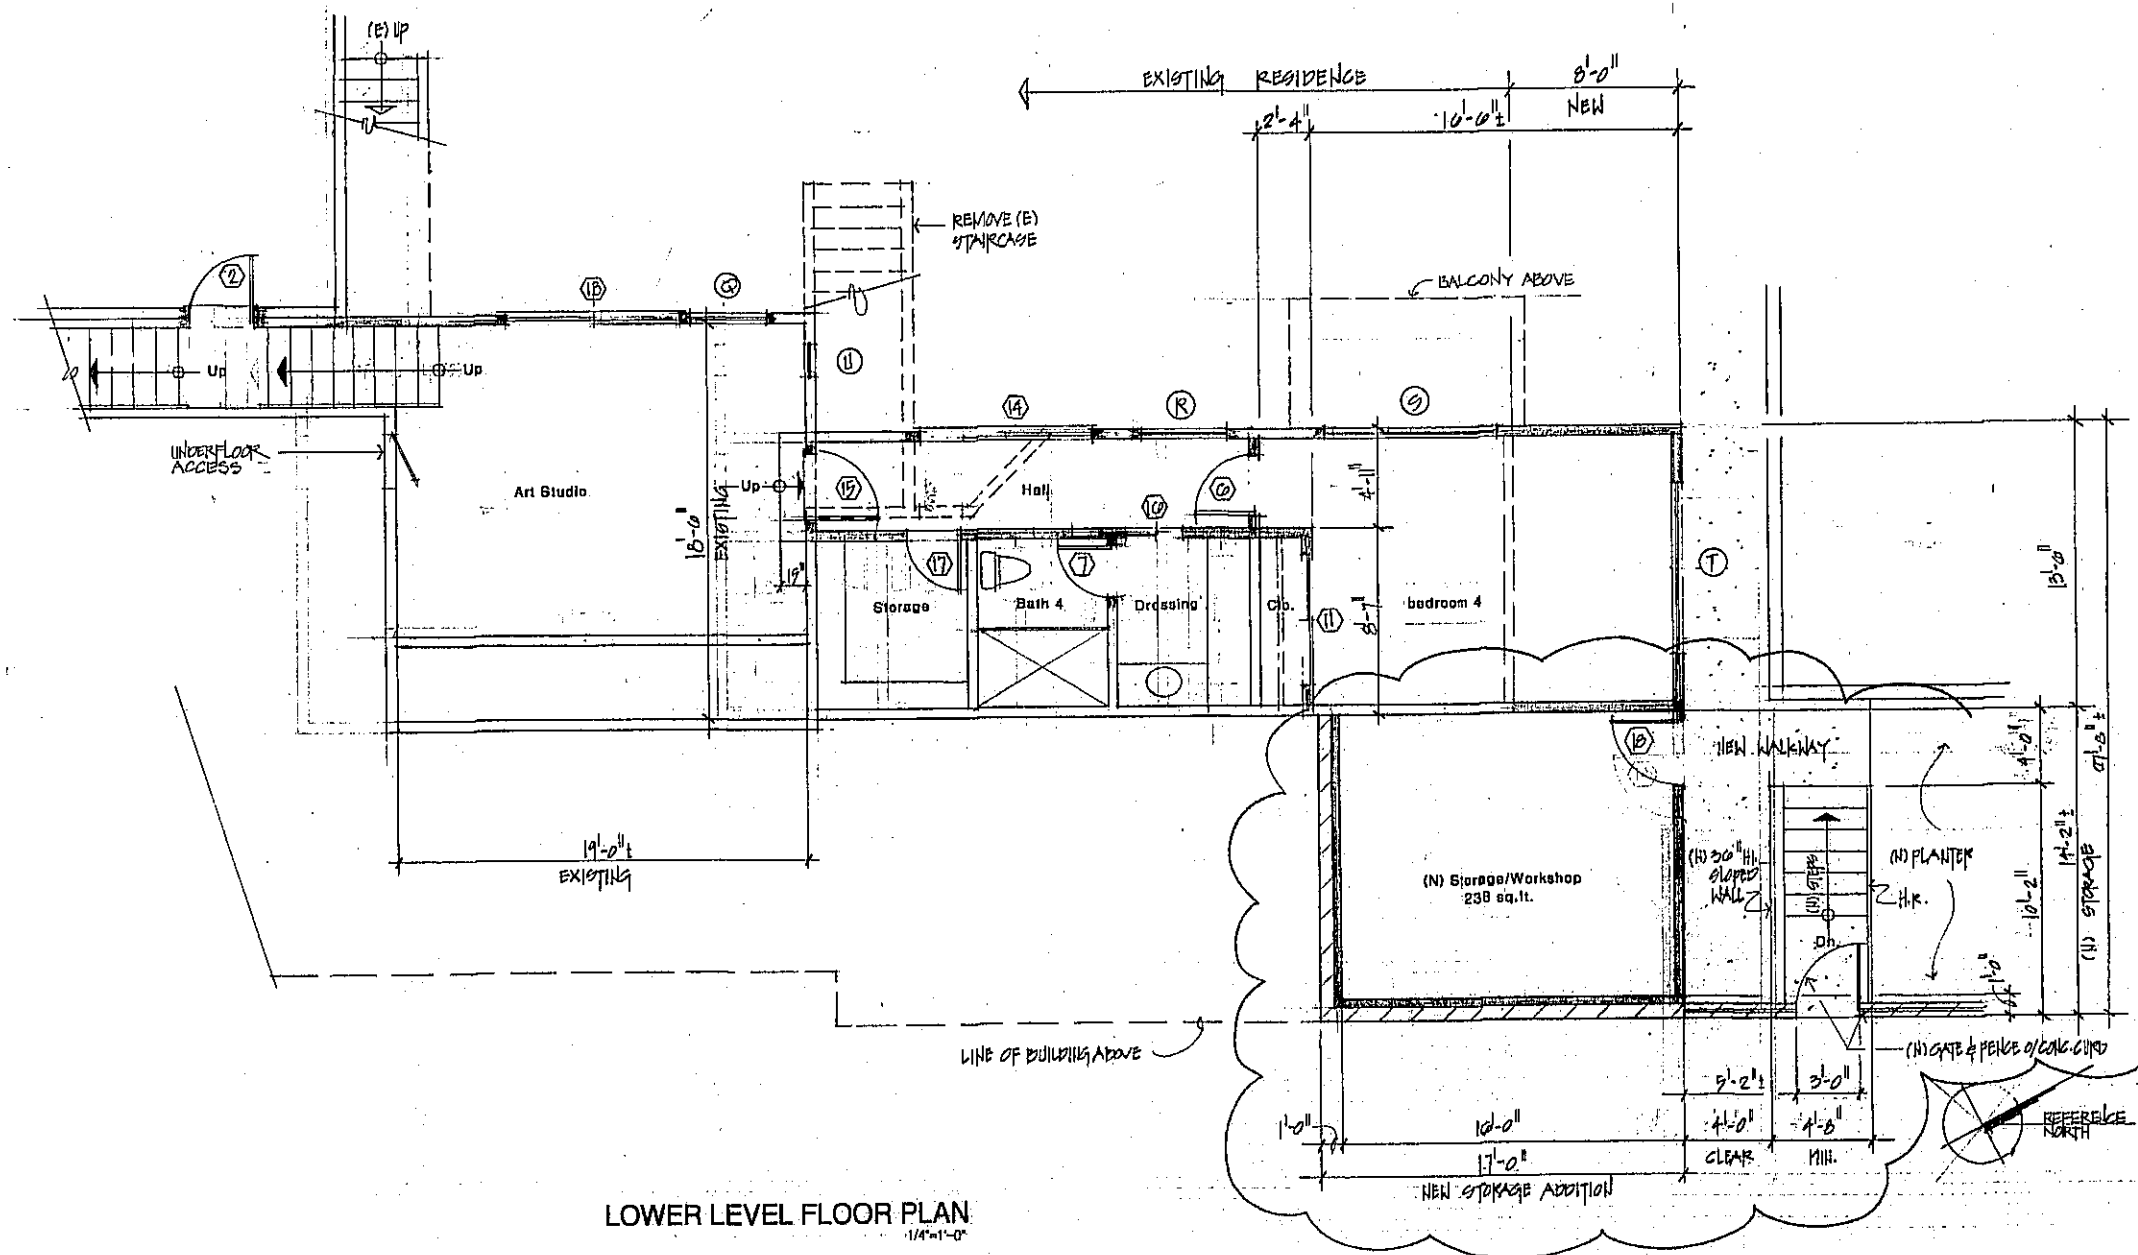 (E) UP
EXISTING RESIDENCE
8'-0"
NEW
2'-4"
16'-6"±
REMOVE (E)
STAIRCASE
BALCONY ABOVE
2
13
Q
U
Up
Up
14
R
S
UNDERFLOOR
ACCESS
Art Studio
18'-6"
EXISTING
Up
15
Hall
16
6
4'-11"
T
13'-0"
15"
17
7
Storage
Bath 4
Dressing
Clo.
11
8'-7"
bedroom 4
18
NEW WALKWAY
4'-0"
19'-0"±
EXISTING
(N) Storage/Workshop
238 sq.ft.
(N) 36" HI.
SLOPED
WALL
(N) STEPS
Dn.
H.R.
(N) PLANTER
10'-2"
14'-2"±
(N) STORAGE
1'-0"
LINE OF BUILDING ABOVE
(N) GATE & FENCE O/CONC. CURB
5'-2"±
3'-0"
1'-0"
16'-0"
4'-0"
4'-8"
17'-0"
CLEAR
MIN.
NEW STORAGE ADDITION
REFERENCE
NORTH
LOWER LEVEL FLOOR PLAN
1/4"=1'-0"